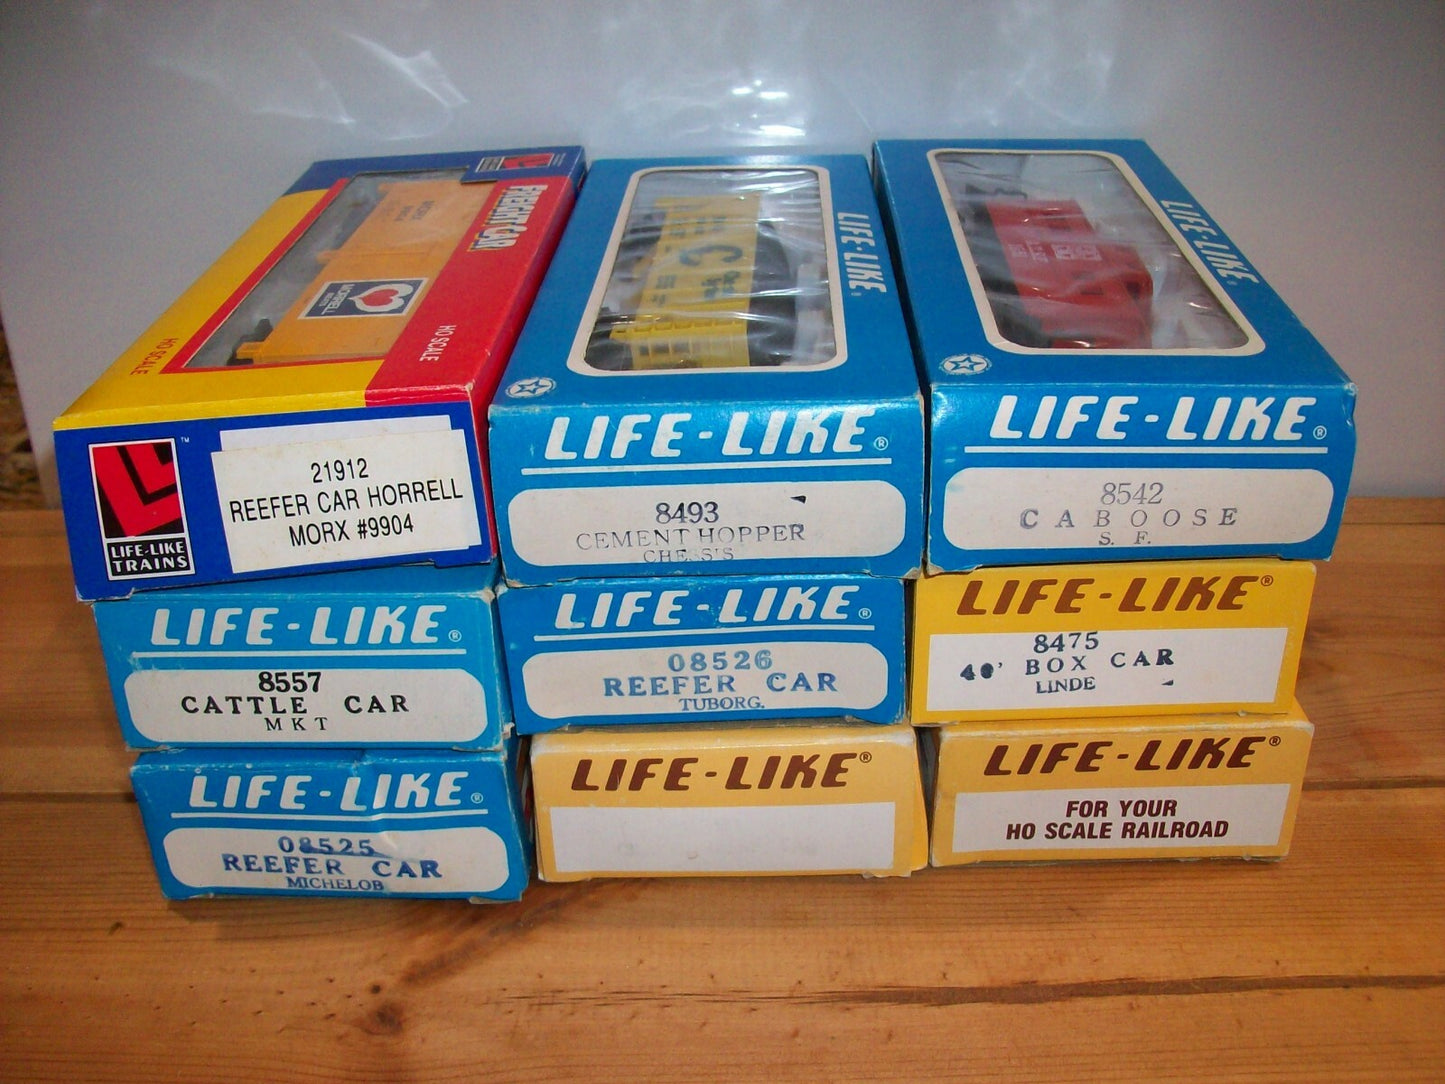 FREIGHT CAR
HO SCALE
HO SCALE
MORRELL
LIFE-LIKE
TRAINS
™
21912
REEFER CAR HORRELL
MORX #9904
LIFE-LIKE
C
LIFE-LIKE®
8493
CEMENT HOPPER
CHESSIS
LIFE-LIKE
LIFE-LIKE®
8542
CABOOSE
S. F.
LIFE-LIKE®
8557
CATTLE CAR
MKT
LIFE-LIKE®
08526
REEFER CAR
TUBORG.
LIFE-LIKE®
8475
40' BOX CAR
LINDE
LIFE-LIKE®
08525
REEFER CAR
MICHELOB
LIFE-LIKE®
LIFE-LIKE®
FOR YOUR
HO SCALE RAILROAD